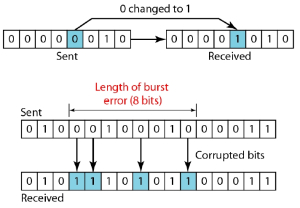 0 changed to 1
0 0 0 0 0 0 1 0
0 0 0 0 1 0 1 0
Sent
Received
Length of burst
error (8 bits)
Sent
0 1 0 0 0 1 0 0 0 1 0 0 0 0 1 1
Corrupted bits
0 1 0 1 1 1 0 1 0 1 1 0 0 0 1 1
Received